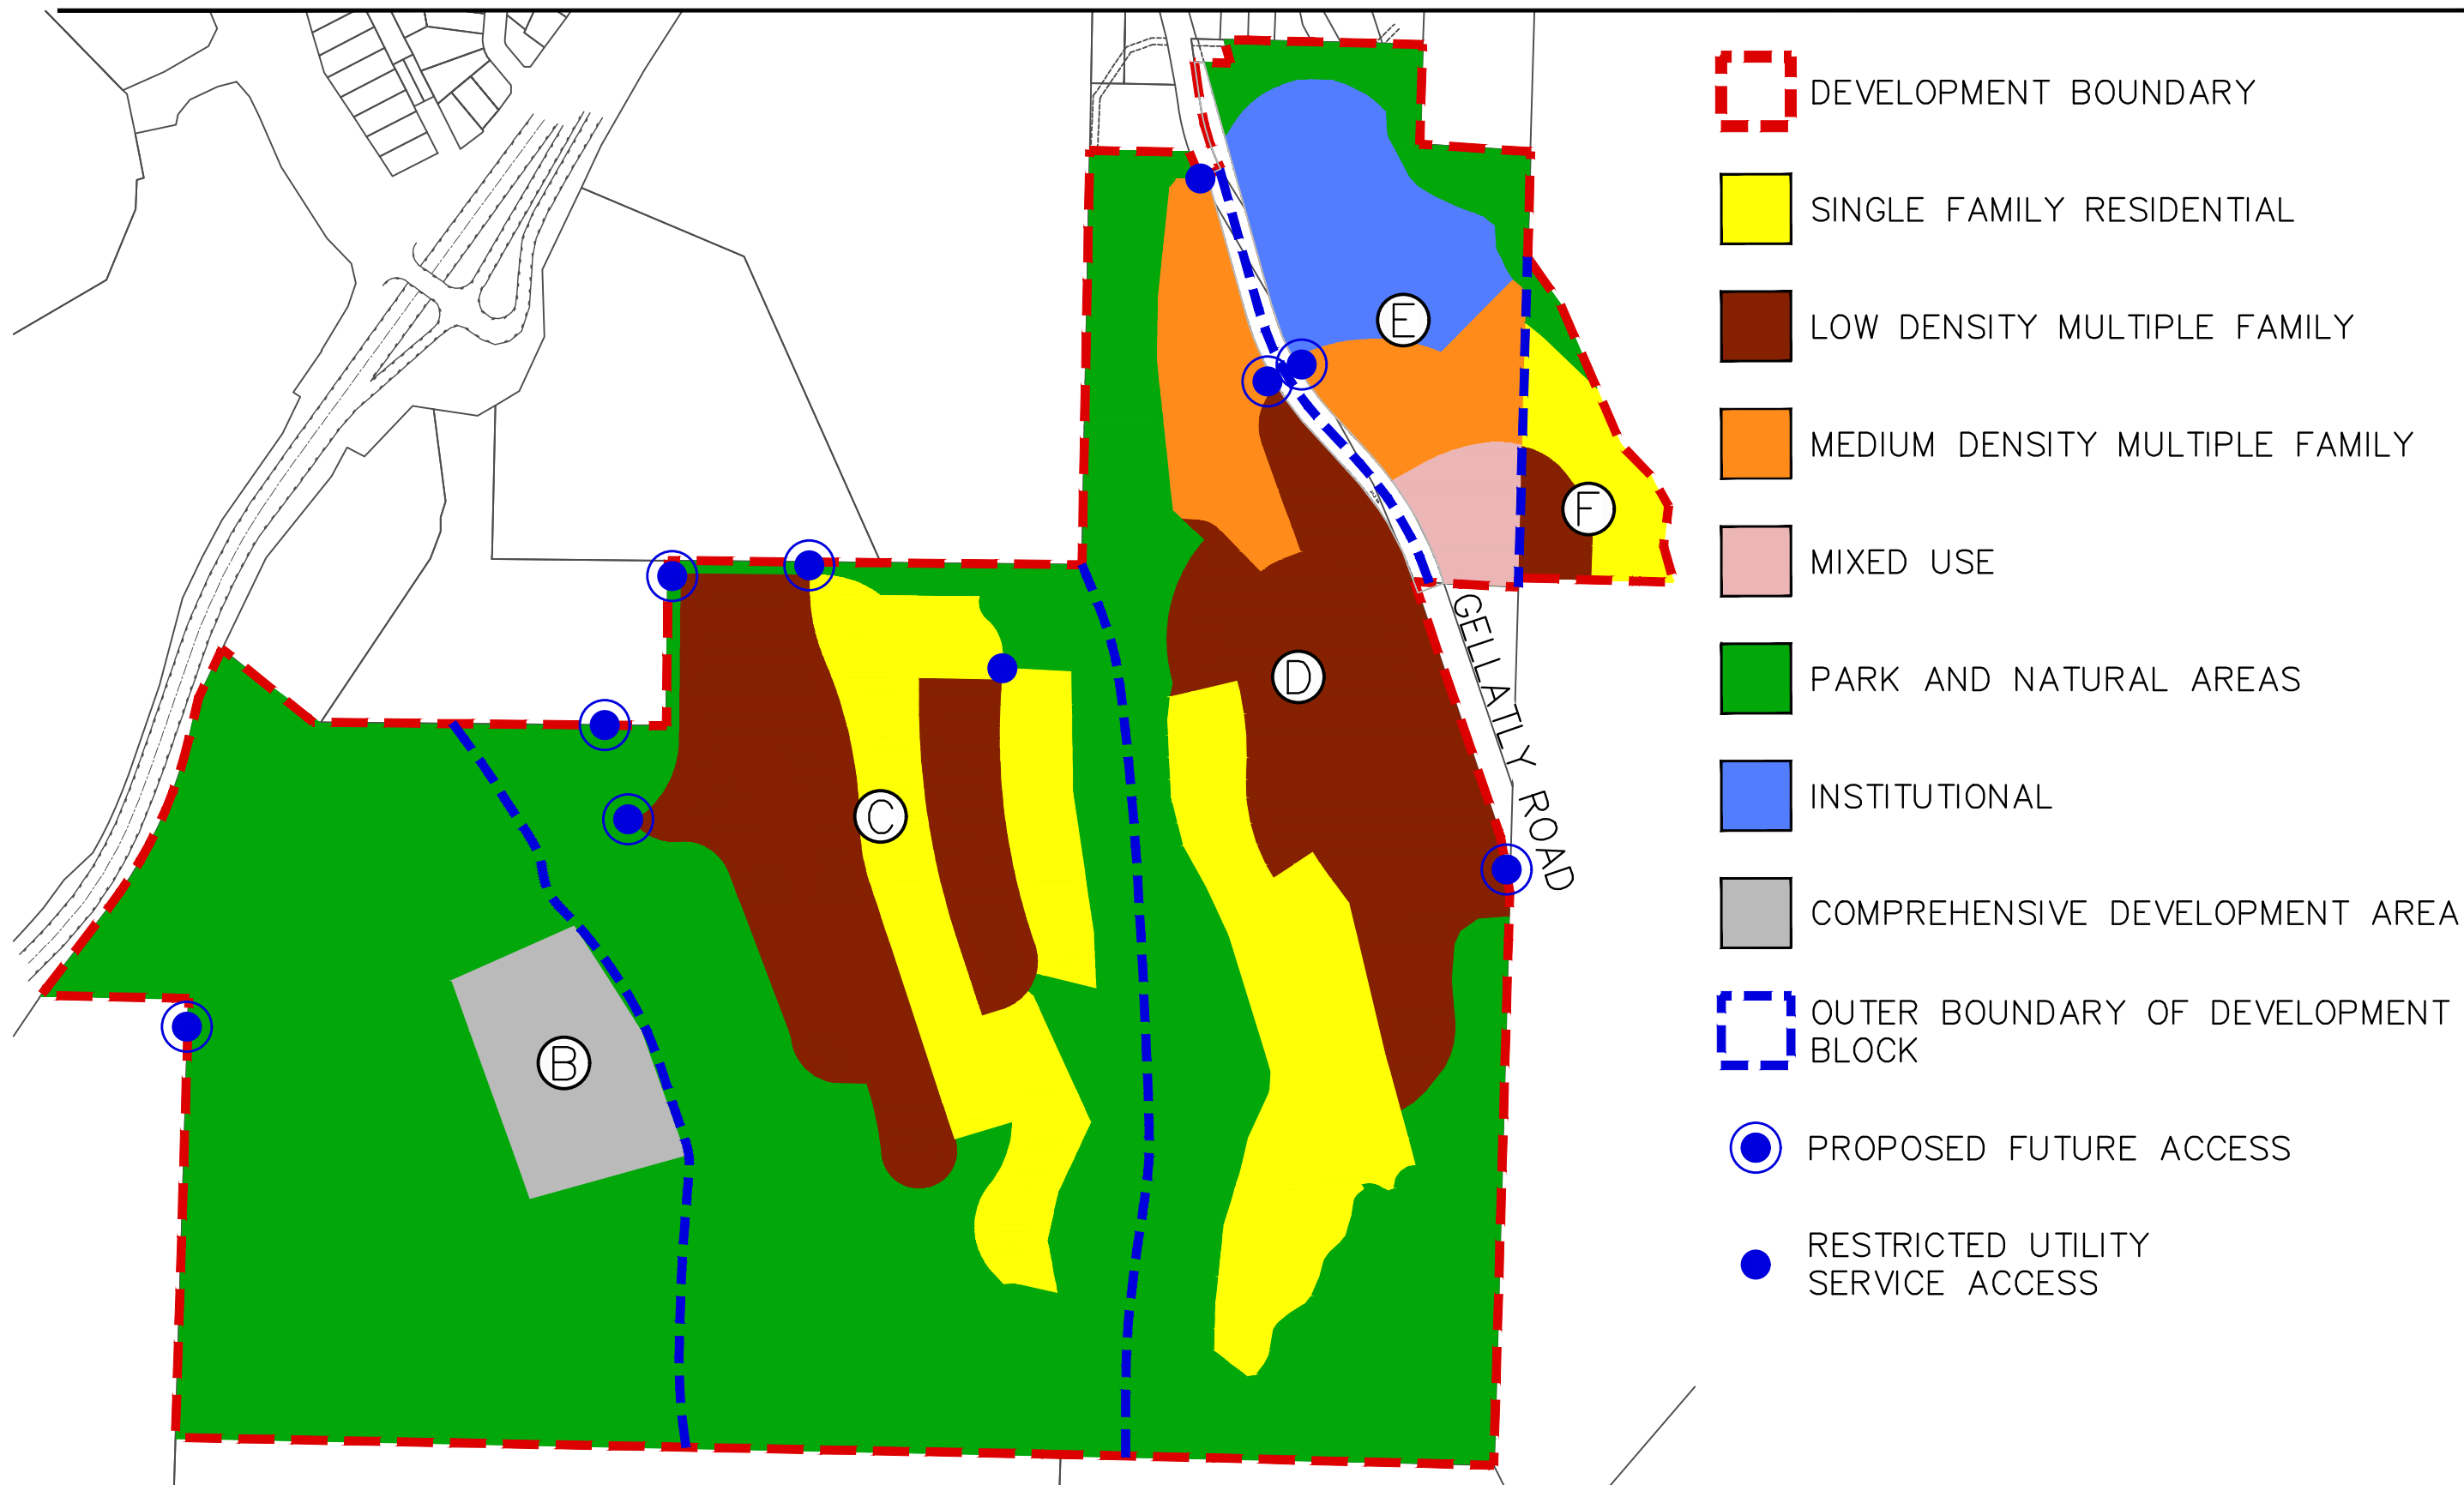 DEVELOPMENT BOUNDARY
SINGLE FAMILY RESIDENTIAL
LOW DENSITY MULTIPLE FAMILY
MEDIUM DENSITY MULTIPLE FAMILY
MIXED USE
PARK AND NATURAL AREAS
INSTITUTIONAL
COMPREHENSIVE DEVELOPMENT AREA
OUTER BOUNDARY OF DEVELOPMENT
BLOCK
PROPOSED FUTURE ACCESS
RESTRICTED UTILITY
SERVICE ACCESS
E
F
GELLATLY ROAD
D
C
B